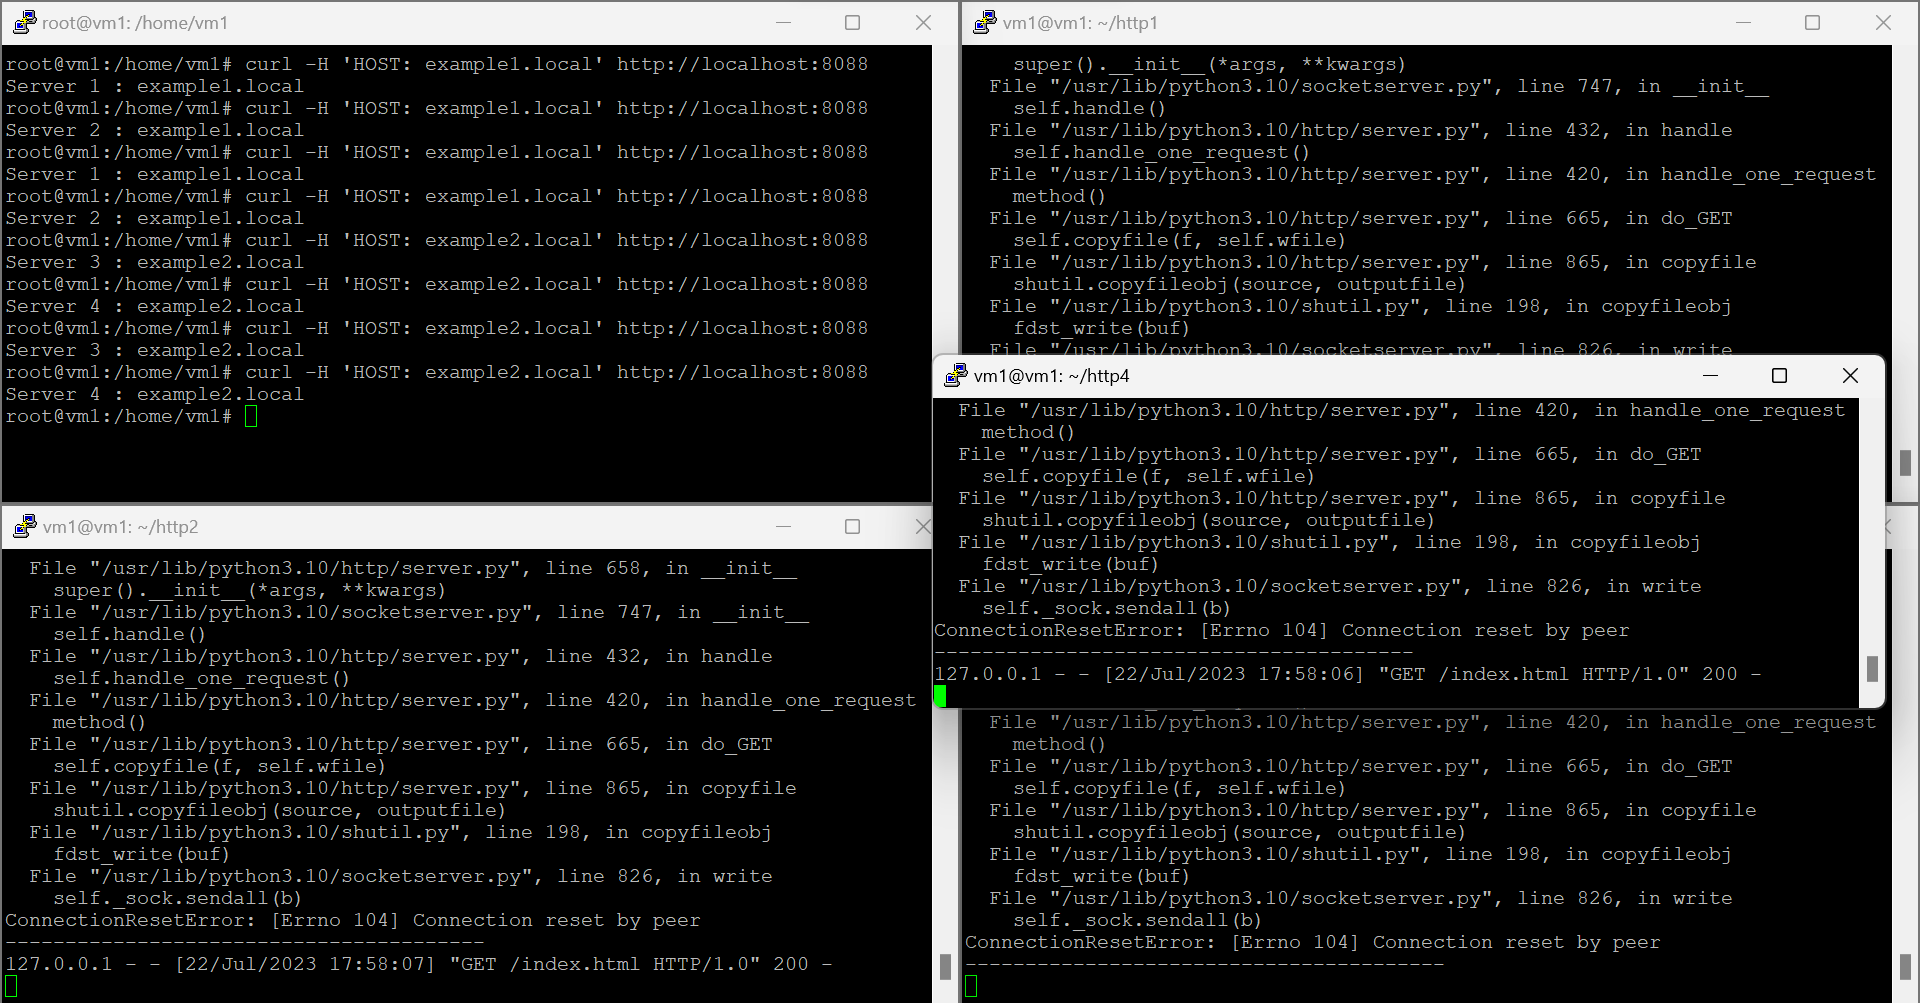 root@vm1: /home/vm1
root@vm1:/home/vm1# curl -H 'HOST: example1.local' http://localhost:8088
Server 1 : example1.local
root@vm1:/home/vm1# curl -H 'HOST: example1.local' http://localhost:8088
Server 2 : example1.local
root@vm1:/home/vm1# curl -H 'HOST: example1.local' http://localhost:8088
Server 1 : example1.local
root@vm1:/home/vm1# curl -H 'HOST: example1.local' http://localhost:8088
Server 2 : example1.local
root@vm1:/home/vm1# curl -H 'HOST: example2.local' http://localhost:8088
Server 3 : example2.local
root@vm1:/home/vm1# curl -H 'HOST: example2.local' http://localhost:8088
Server 4 : example2.local
root@vm1:/home/vm1# curl -H 'HOST: example2.local' http://localhost:8088
Server 3 : example2.local
root@vm1:/home/vm1# curl -H 'HOST: example2.local' http://localhost:8088
Server 4 : example2.local
root@vm1:/home/vm1#
vm1@vm1: ~/http1
super().__init__(*args, **kwargs)
File "/usr/lib/python3.10/socketserver.py", line 747, in __init__
self.handle()
File "/usr/lib/python3.10/http/server.py", line 432, in handle
self.handle_one_request()
File "/usr/lib/python3.10/http/server.py", line 420, in handle_one_request
method()
File "/usr/lib/python3.10/http/server.py", line 665, in do_GET
self.copyfile(f, self.wfile)
File "/usr/lib/python3.10/http/server.py", line 865, in copyfile
shutil.copyfileobj(source, outputfile)
File "/usr/lib/python3.10/shutil.py", line 198, in copyfileobj
fdst_write(buf)
File "/usr/lib/python3.10/socketserver.py", line 826, in write
vm1@vm1: ~/http4
File "/usr/lib/python3.10/http/server.py", line 420, in handle_one_request
method()
File "/usr/lib/python3.10/http/server.py", line 665, in do_GET
self.copyfile(f, self.wfile)
File "/usr/lib/python3.10/http/server.py", line 865, in copyfile
shutil.copyfileobj(source, outputfile)
File "/usr/lib/python3.10/shutil.py", line 198, in copyfileobj
fdst_write(buf)
File "/usr/lib/python3.10/socketserver.py", line 826, in write
self._sock.sendall(b)
ConnectionResetError: [Errno 104] Connection reset by peer
----------------------------------------
127.0.0.1 - - [22/Jul/2023 17:58:06] "GET /index.html HTTP/1.0" 200 -
vm1@vm1: ~/http2
File "/usr/lib/python3.10/http/server.py", line 658, in __init__
super().__init__(*args, **kwargs)
File "/usr/lib/python3.10/socketserver.py", line 747, in __init__
self.handle()
File "/usr/lib/python3.10/http/server.py", line 432, in handle
self.handle_one_request()
File "/usr/lib/python3.10/http/server.py", line 420, in handle_one_request
method()
File "/usr/lib/python3.10/http/server.py", line 665, in do_GET
self.copyfile(f, self.wfile)
File "/usr/lib/python3.10/http/server.py", line 865, in copyfile
shutil.copyfileobj(source, outputfile)
File "/usr/lib/python3.10/shutil.py", line 198, in copyfileobj
fdst_write(buf)
File "/usr/lib/python3.10/socketserver.py", line 826, in write
self._sock.sendall(b)
ConnectionResetError: [Errno 104] Connection reset by peer
----------------------------------------
127.0.0.1 - - [22/Jul/2023 17:58:07] "GET /index.html HTTP/1.0" 200 -
File "/usr/lib/python3.10/http/server.py", line 420, in handle_one_request
method()
File "/usr/lib/python3.10/http/server.py", line 665, in do_GET
self.copyfile(f, self.wfile)
File "/usr/lib/python3.10/http/server.py", line 865, in copyfile
shutil.copyfileobj(source, outputfile)
File "/usr/lib/python3.10/shutil.py", line 198, in copyfileobj
fdst_write(buf)
File "/usr/lib/python3.10/socketserver.py", line 826, in write
self._sock.sendall(b)
ConnectionResetError: [Errno 104] Connection reset by peer
----------------------------------------